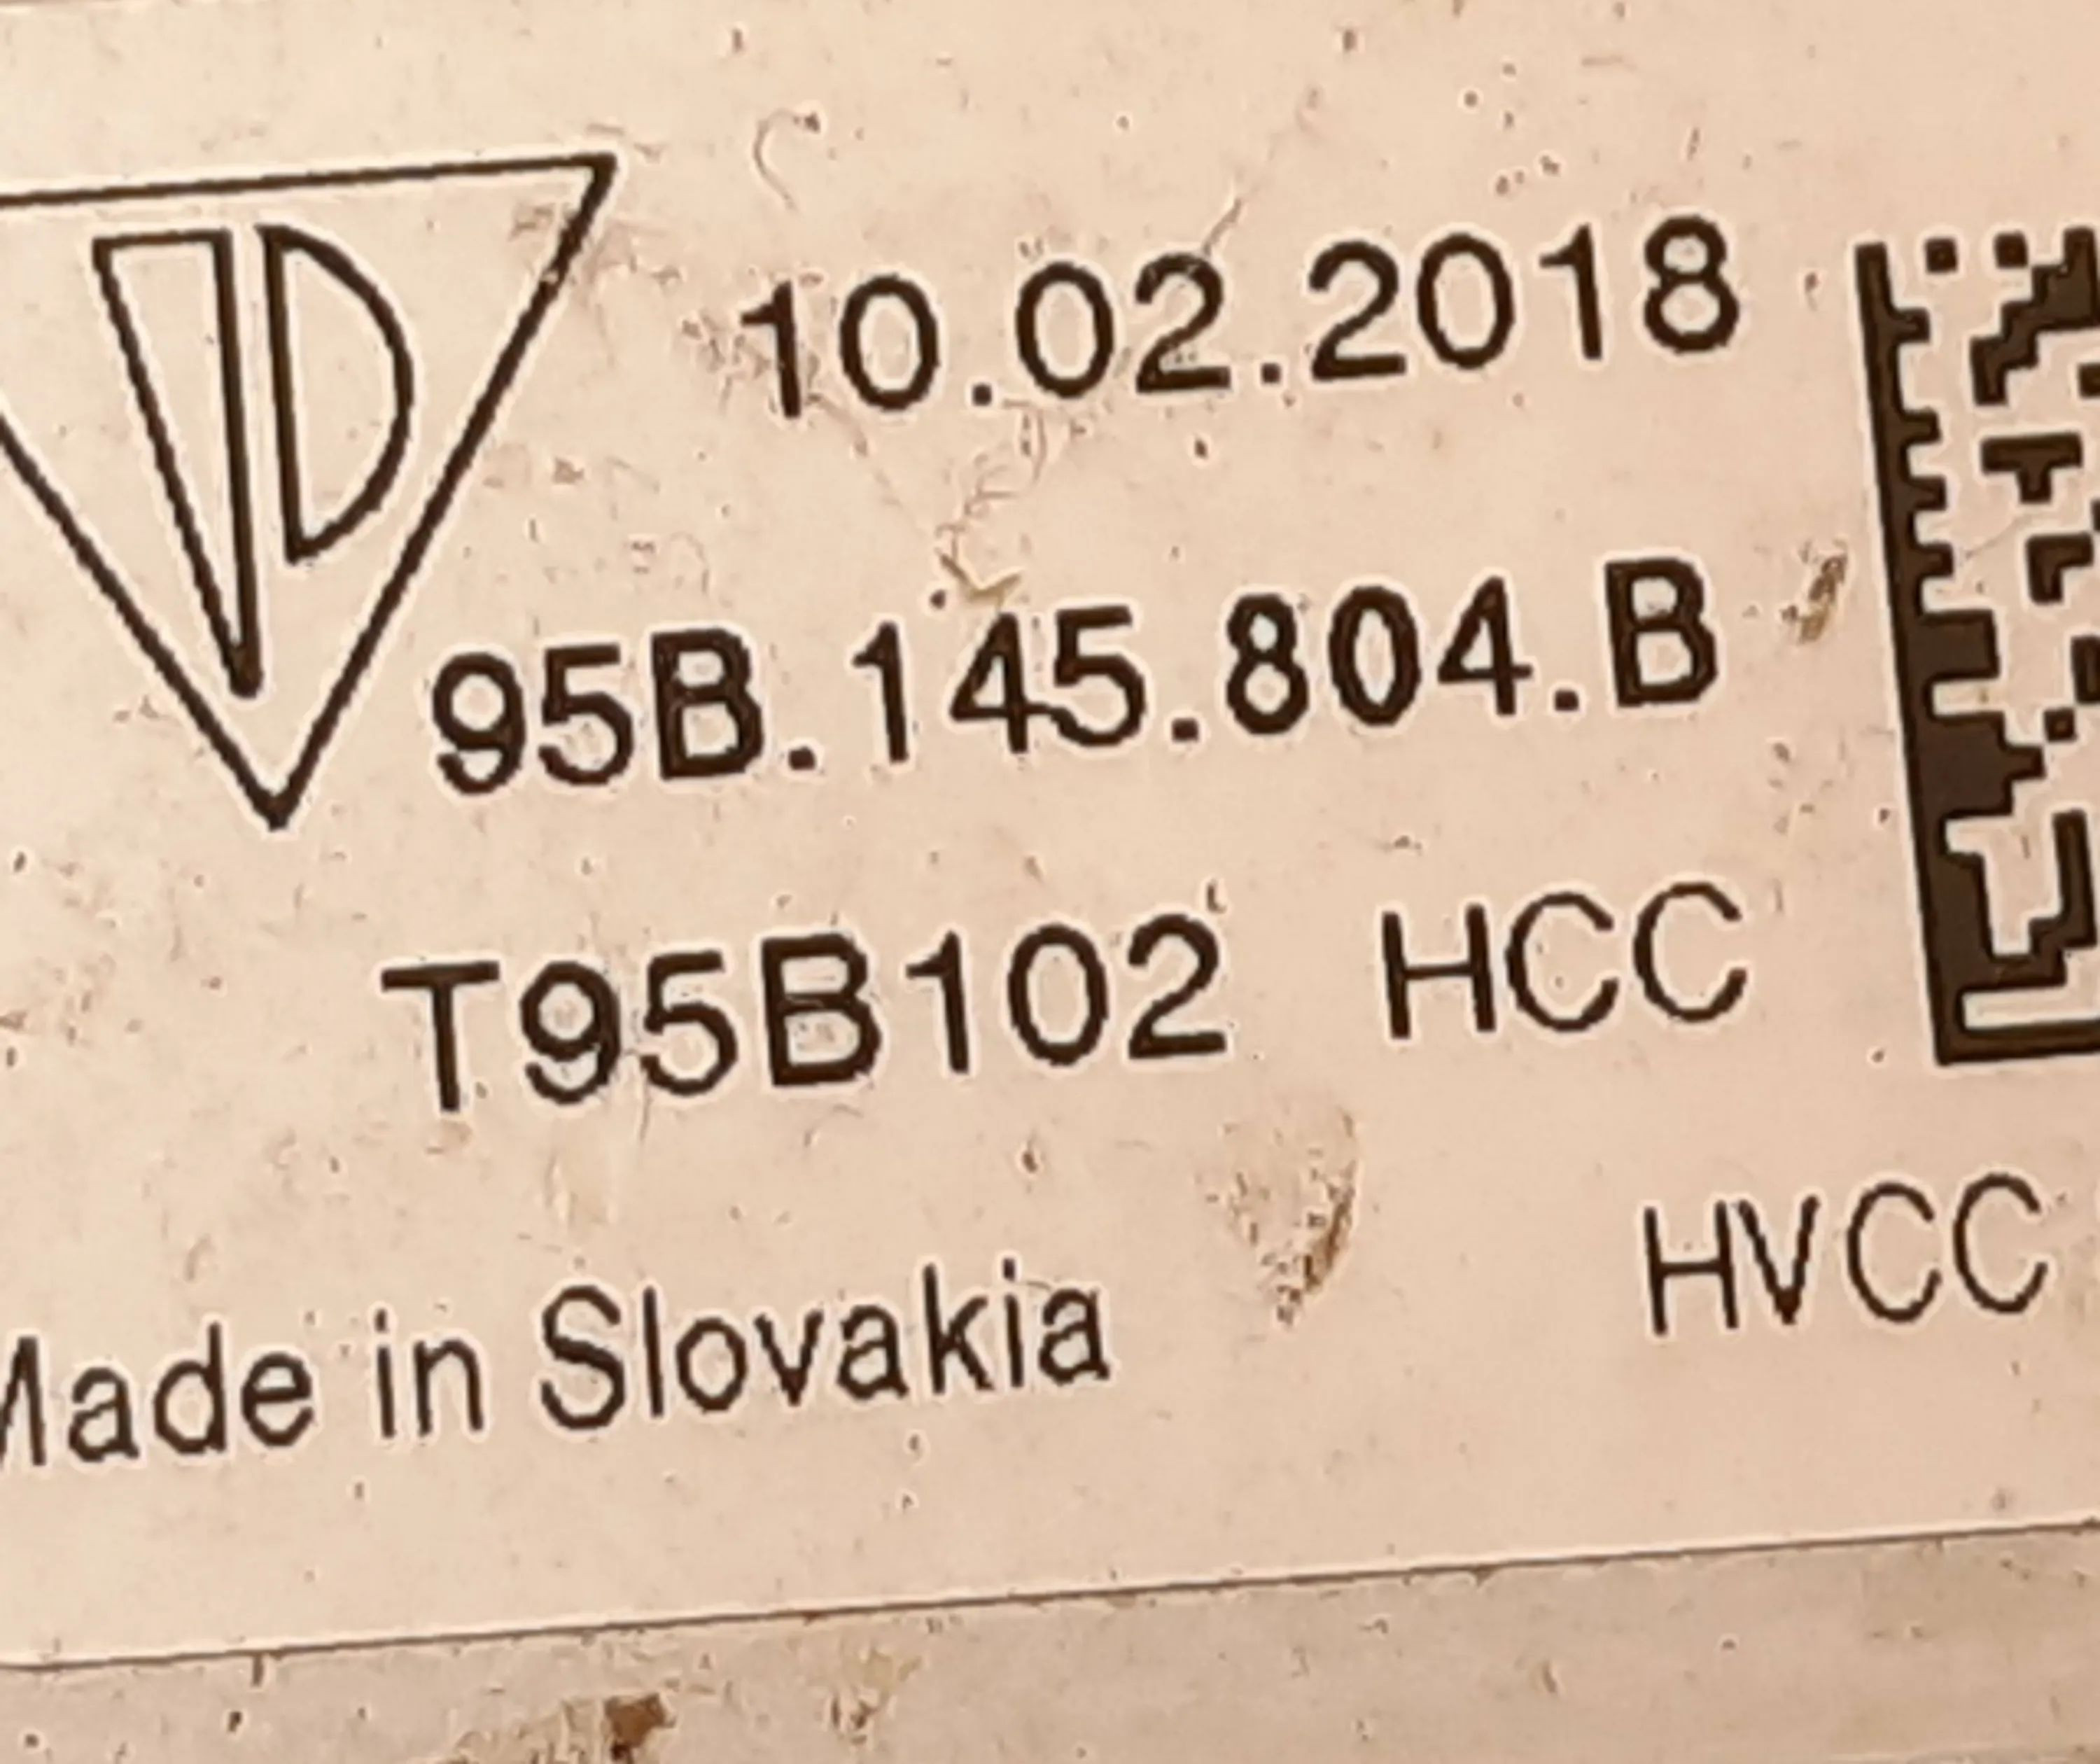 10.02.2018
95B.145.804.B
T95B102 HCC
HVCC
Made in Slovakia